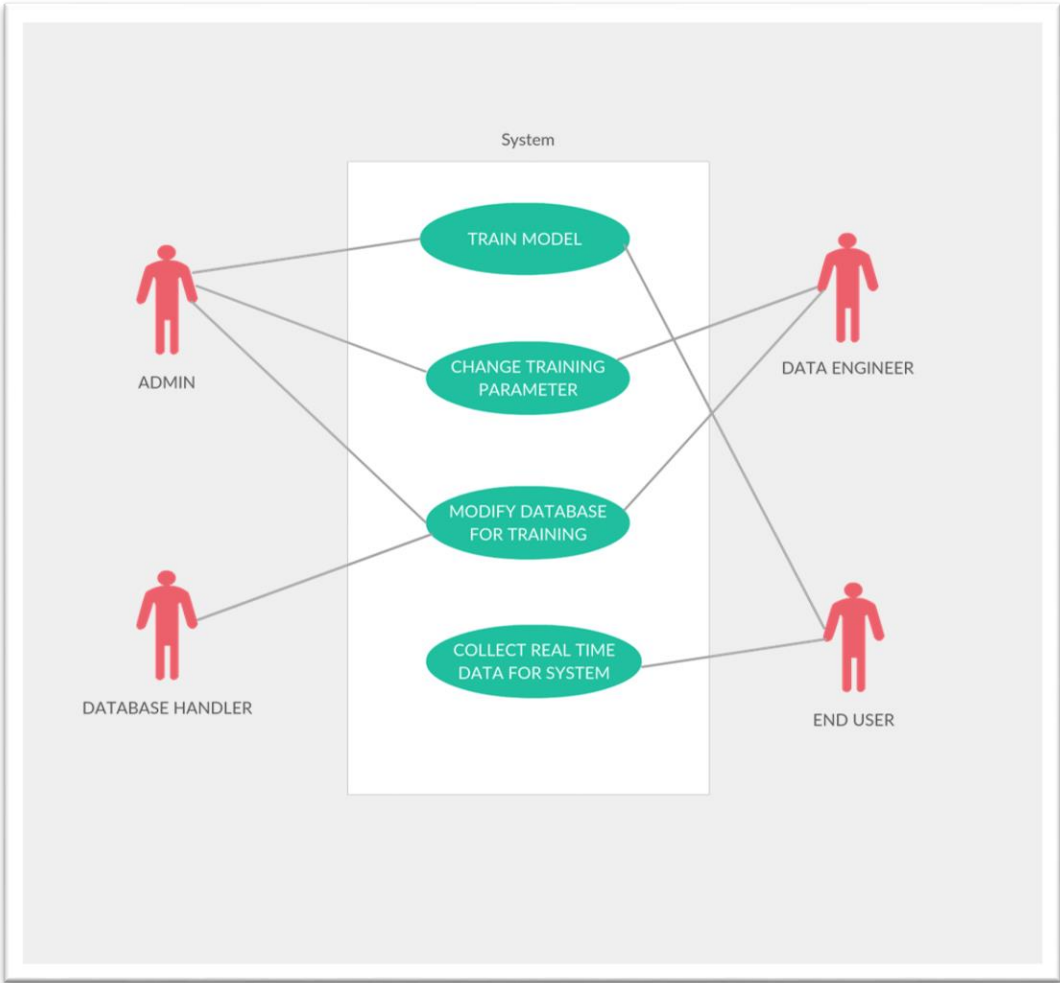 System
TRAIN MODEL
CHANGE TRAINING
PARAMETER
MODIFY DATABASE
FOR TRAINING
COLLECT REAL TIME
DATA FOR SYSTEM
ADMIN
DATABASE HANDLER
DATA ENGINEER
END USER